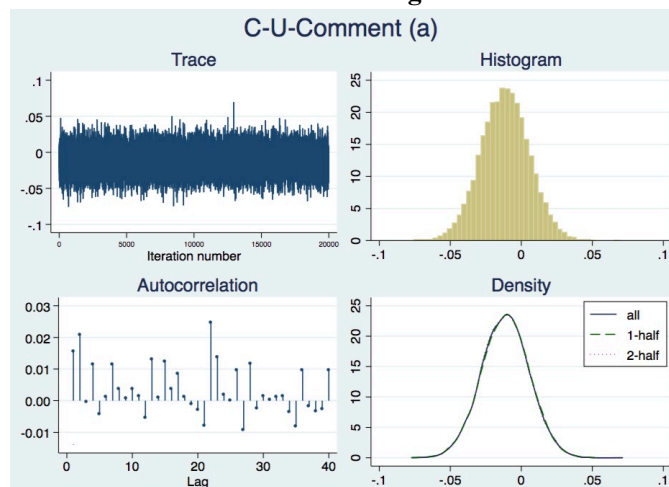 C-U-Comment (a)
Trace
.1
.05
0
-.05
-.1
0 5000 10000 15000 20000
Iteration number
Histogram
25
20
15
10
5
0
-.1 -.05 0 .05 .1
Autocorrelation
0.03
0.02
0.01
0.00
-0.01
0 10 20 30 40
Lag
Density
all
1-half
2-half
25
20
15
10
5
0
-.1 -.05 0 .05 .1